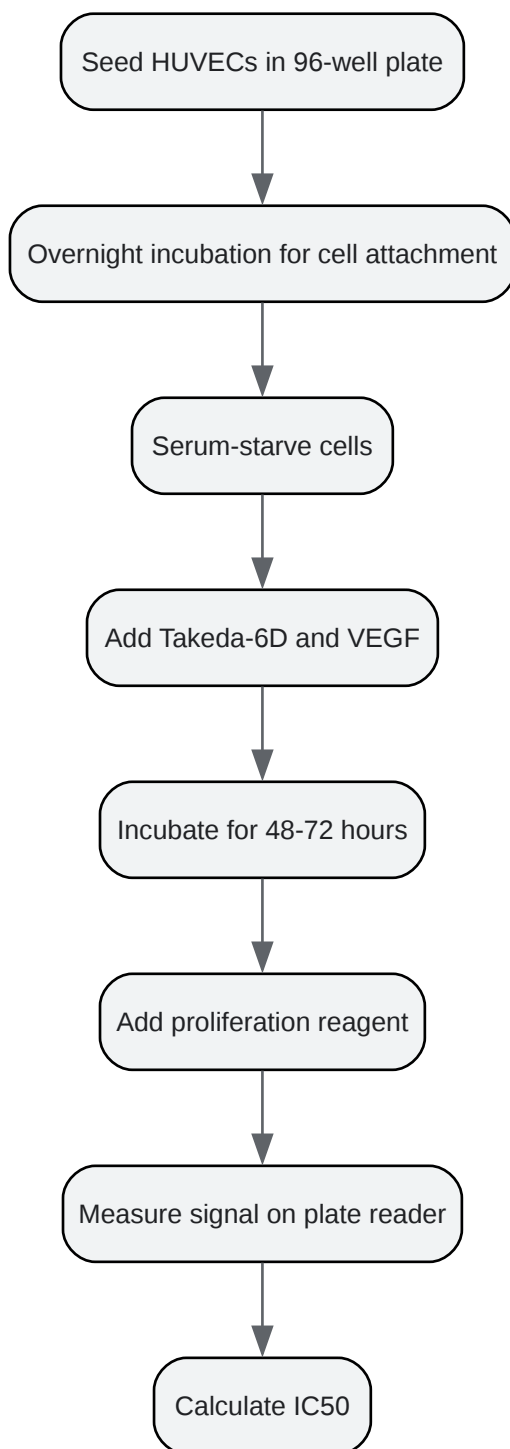 Seed HUVECs in 96-well plate
Overnight incubation for cell attachment
Serum-starve cells
Add Takeda-6D and VEGF
Incubate for 48-72 hours
Add proliferation reagent
Measure signal on plate reader
Calculate IC50